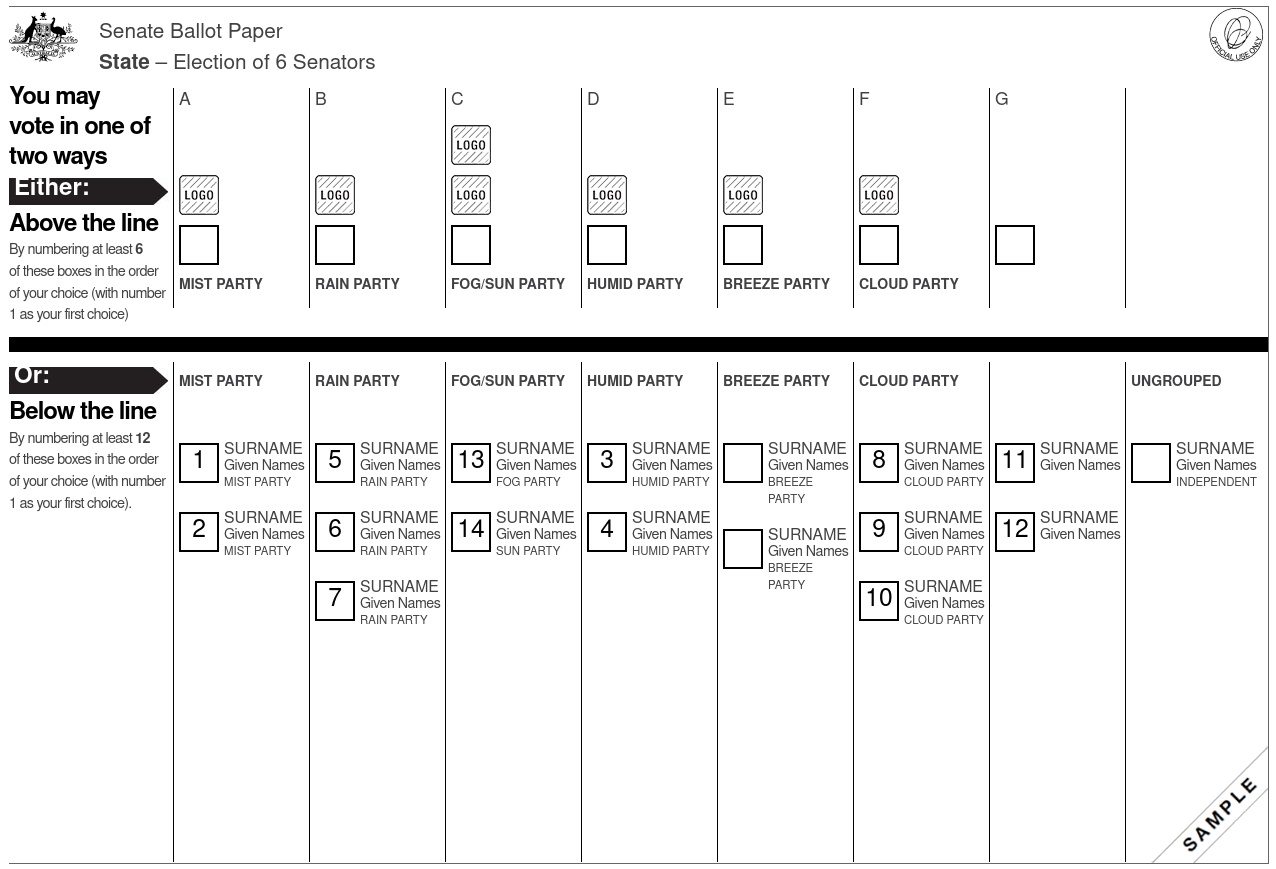 Senate Ballot Paper
State – Election of 6 Senators
OFFICIAL USE ONLY
You may
vote in one of
two ways
Either:
Above the line
By numbering at least 6
of these boxes in the order
of your choice (with number
1 as your first choice)
A
LOGO
MIST PARTY
B
LOGO
RAIN PARTY
C
LOGO
LOGO
FOG/SUN PARTY
D
LOGO
HUMID PARTY
E
LOGO
BREEZE PARTY
F
LOGO
CLOUD PARTY
G
Or:
Below the line
By numbering at least 12
of these boxes in the order
of your choice (with number
1 as your first choice).
MIST PARTY
1 SURNAME
Given Names
MIST PARTY
2 SURNAME
Given Names
MIST PARTY
RAIN PARTY
5 SURNAME
Given Names
RAIN PARTY
6 SURNAME
Given Names
RAIN PARTY
7 SURNAME
Given Names
RAIN PARTY
FOG/SUN PARTY
13 SURNAME
Given Names
FOG PARTY
14 SURNAME
Given Names
SUN PARTY
HUMID PARTY
3 SURNAME
Given Names
HUMID PARTY
4 SURNAME
Given Names
HUMID PARTY
BREEZE PARTY
SURNAME
Given Names
BREEZE
PARTY
SURNAME
Given Names
BREEZE
PARTY
CLOUD PARTY
8 SURNAME
Given Names
CLOUD PARTY
9 SURNAME
Given Names
CLOUD PARTY
10 SURNAME
Given Names
CLOUD PARTY
11 SURNAME
Given Names
12 SURNAME
Given Names
UNGROUPED
SURNAME
Given Names
INDEPENDENT
SAMPLE